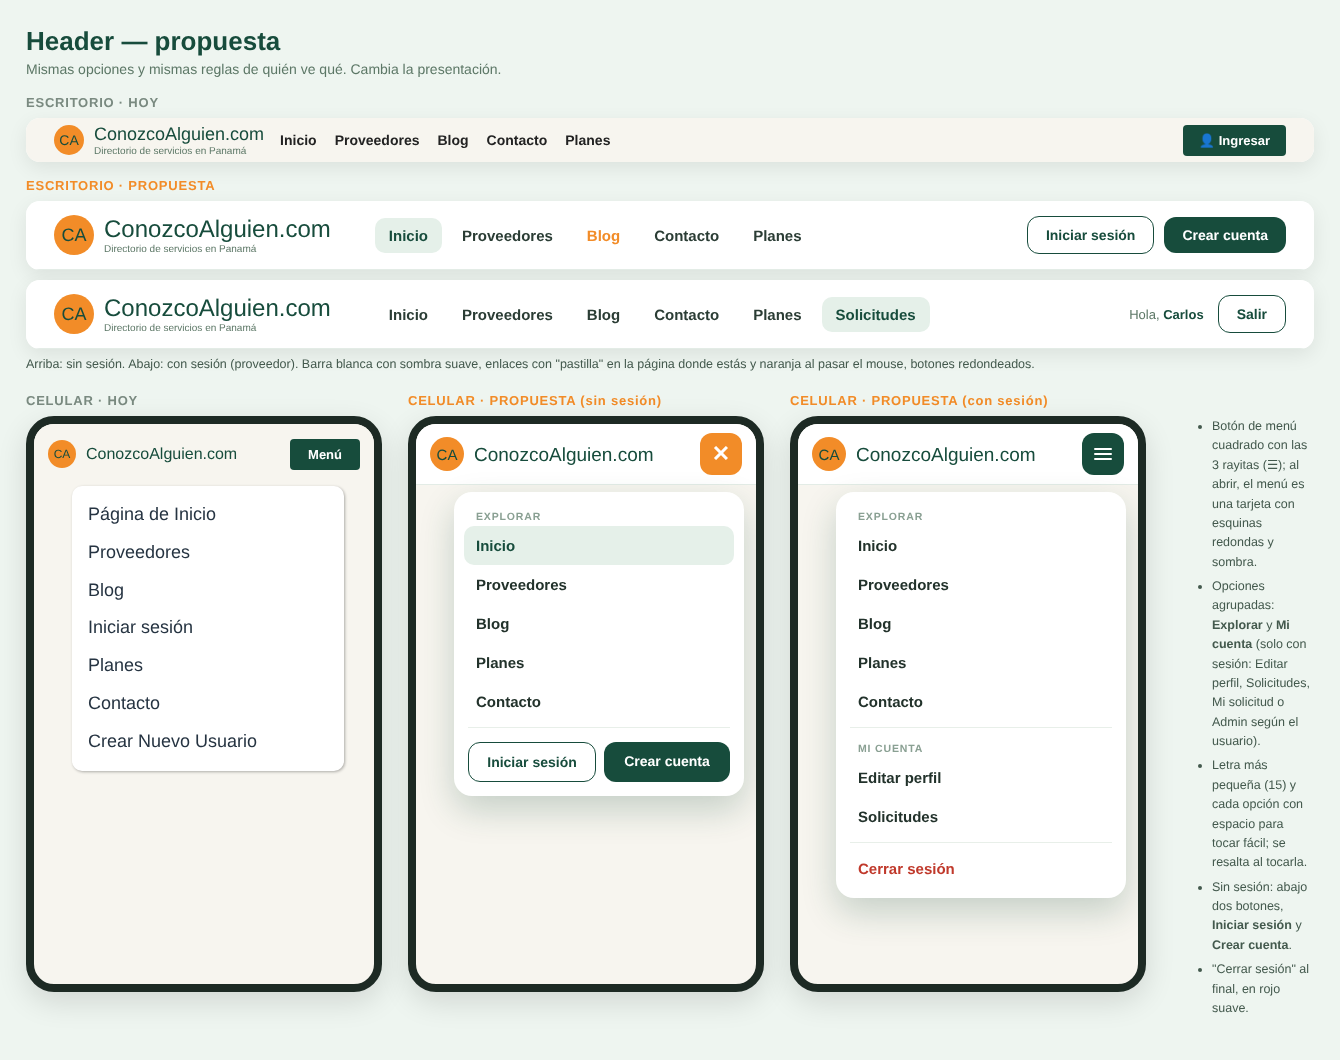 Header — propuesta
Mismas opciones y mismas reglas de quién ve qué. Cambia la presentación.
ESCRITORIO · HOY
CA ConozcoAlguien.com Inicio Proveedores Blog Contacto Planes 👤 Ingresar
Directorio de servicios en Panamá
ESCRITORIO · PROPUESTA
CA ConozcoAlguien.com Inicio Proveedores Blog Contacto Planes Iniciar sesión Crear cuenta
Directorio de servicios en Panamá
CA ConozcoAlguien.com Inicio Proveedores Blog Contacto Planes Solicitudes Hola, Carlos Salir
Directorio de servicios en Panamá
Arriba: sin sesión. Abajo: con sesión (proveedor). Barra blanca con sombra suave, enlaces con "pastilla" en la página donde estás y naranja al pasar el mouse, botones redondeados.
CELULAR · HOY
CA ConozcoAlguien.com Menú
Página de Inicio
Proveedores
Blog
Iniciar sesión
Planes
Contacto
Crear Nuevo Usuario
CELULAR · PROPUESTA (sin sesión)
CA ConozcoAlguien.com ✕
EXPLORAR
Inicio
Proveedores
Blog
Planes
Contacto
Iniciar sesión Crear cuenta
CELULAR · PROPUESTA (con sesión)
CA ConozcoAlguien.com ☰
EXPLORAR
Inicio
Proveedores
Blog
Planes
Contacto
MI CUENTA
Editar perfil
Solicitudes
Cerrar sesión
• Botón de menú
cuadrado con las
3 rayitas (☰); al
abrir, el menú es
una tarjeta con
esquinas
redondas y
sombra.
• Opciones
agrupadas:
Explorar y Mi
cuenta (solo con
sesión: Editar
perfil, Solicitudes,
Mi solicitud o
Admin según el
usuario).
• Letra más
pequeña (15) y
cada opción con
espacio para
tocar fácil; se
resalta al tocarla.
• Sin sesión: abajo
dos botones,
Iniciar sesión y
Crear cuenta.
• "Cerrar sesión" al
final, en rojo
suave.